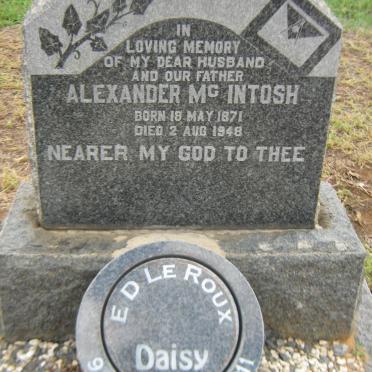 IN
LOVING MEMORY
OF MY DEAR HUSBAND
AND OUR FATHER
ALEXANDER Mc INTOSH
BORN 18 MAY 1871
DIED 2 AUG 1948
NEARER MY GOD TO THEE
E D LE ROUX
Daisy